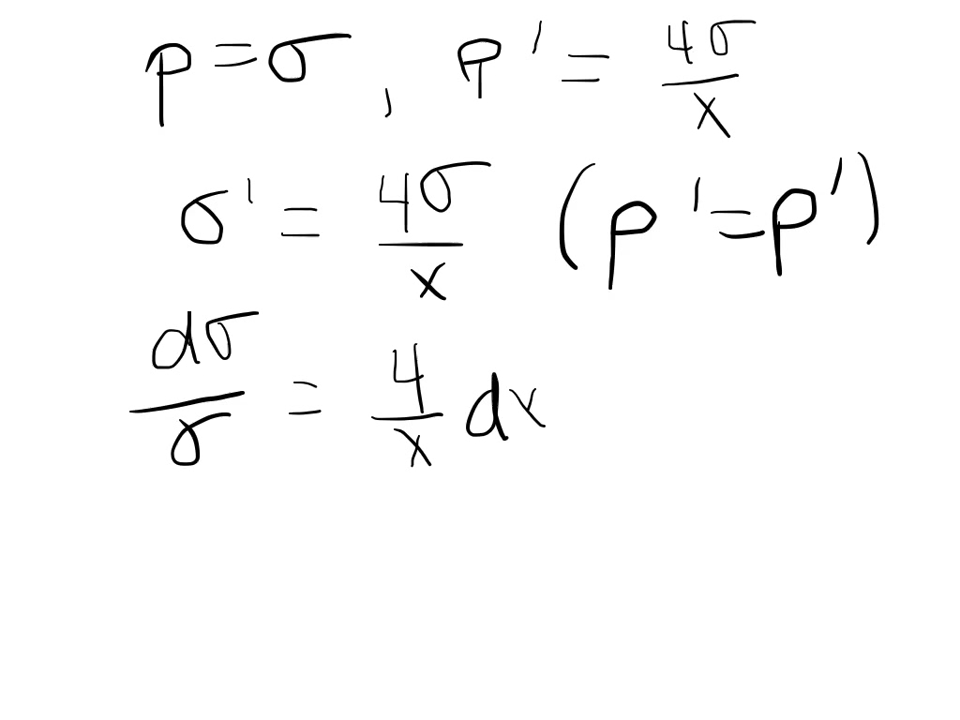 p = σ, p' = 4σ/x
σ' = 4σ/x (p' = p')
dσ/σ = 4/x dx